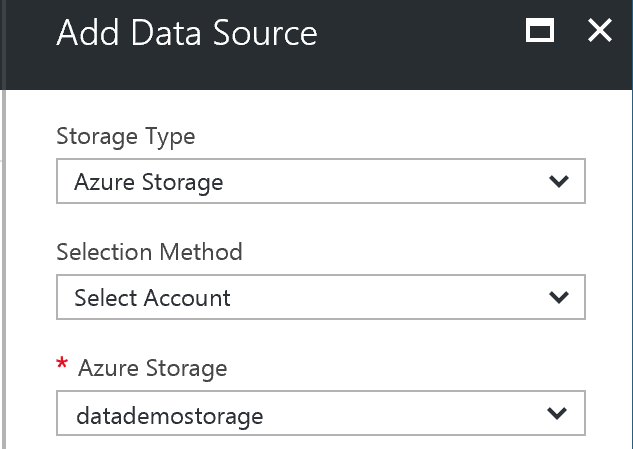 Add Data Source
Storage Type
Azure Storage
Selection Method
Select Account
* Azure Storage
datademostorage